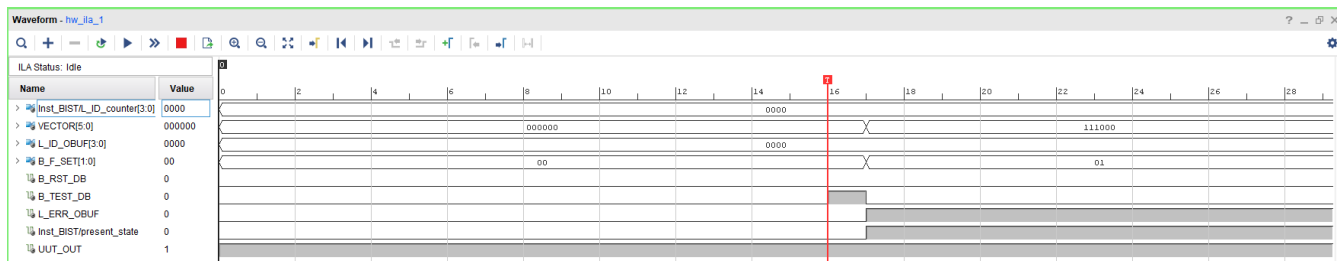 Waveform - hw_ila_1
ILA Status: Idle
0
Name Value
T
0 2 4 6 8 10 12 14 16 18 20 22 24 26 28
Inst_BIST/L_ID_counter[3:0] 0000 0000
VECTOR[5:0] 000000 000000 111000
L_ID_OBUF[3:0] 0000 0000
B_F_SET[1:0] 00 00 01
B_RST_DB 0
B_TEST_DB 0
L_ERR_OBUF 0
Inst_BIST/present_state 0
UUT_OUT 1